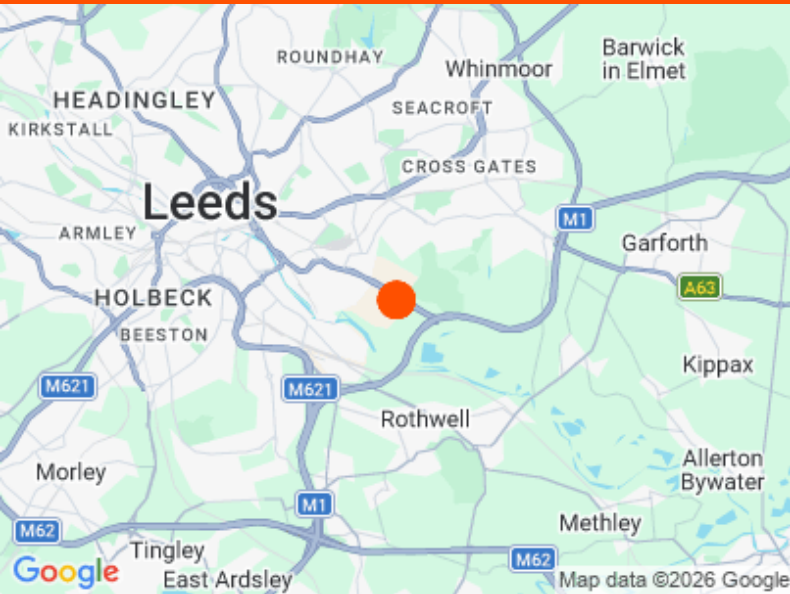 ROUNDHAY
Whinmoor
Barwick
in Elmet
HEADINGLEY
SEACROFT
KIRKSTALL
CROSS GATES
Leeds
M1
ARMLEY
Garforth
A63
HOLBECK
BEESTON
Kippax
M621
M621
Rothwell
Allerton
Bywater
Morley
M1
Methley
M62
Tingley
M62
Google
East Ardsley
Map data ©2026 Google